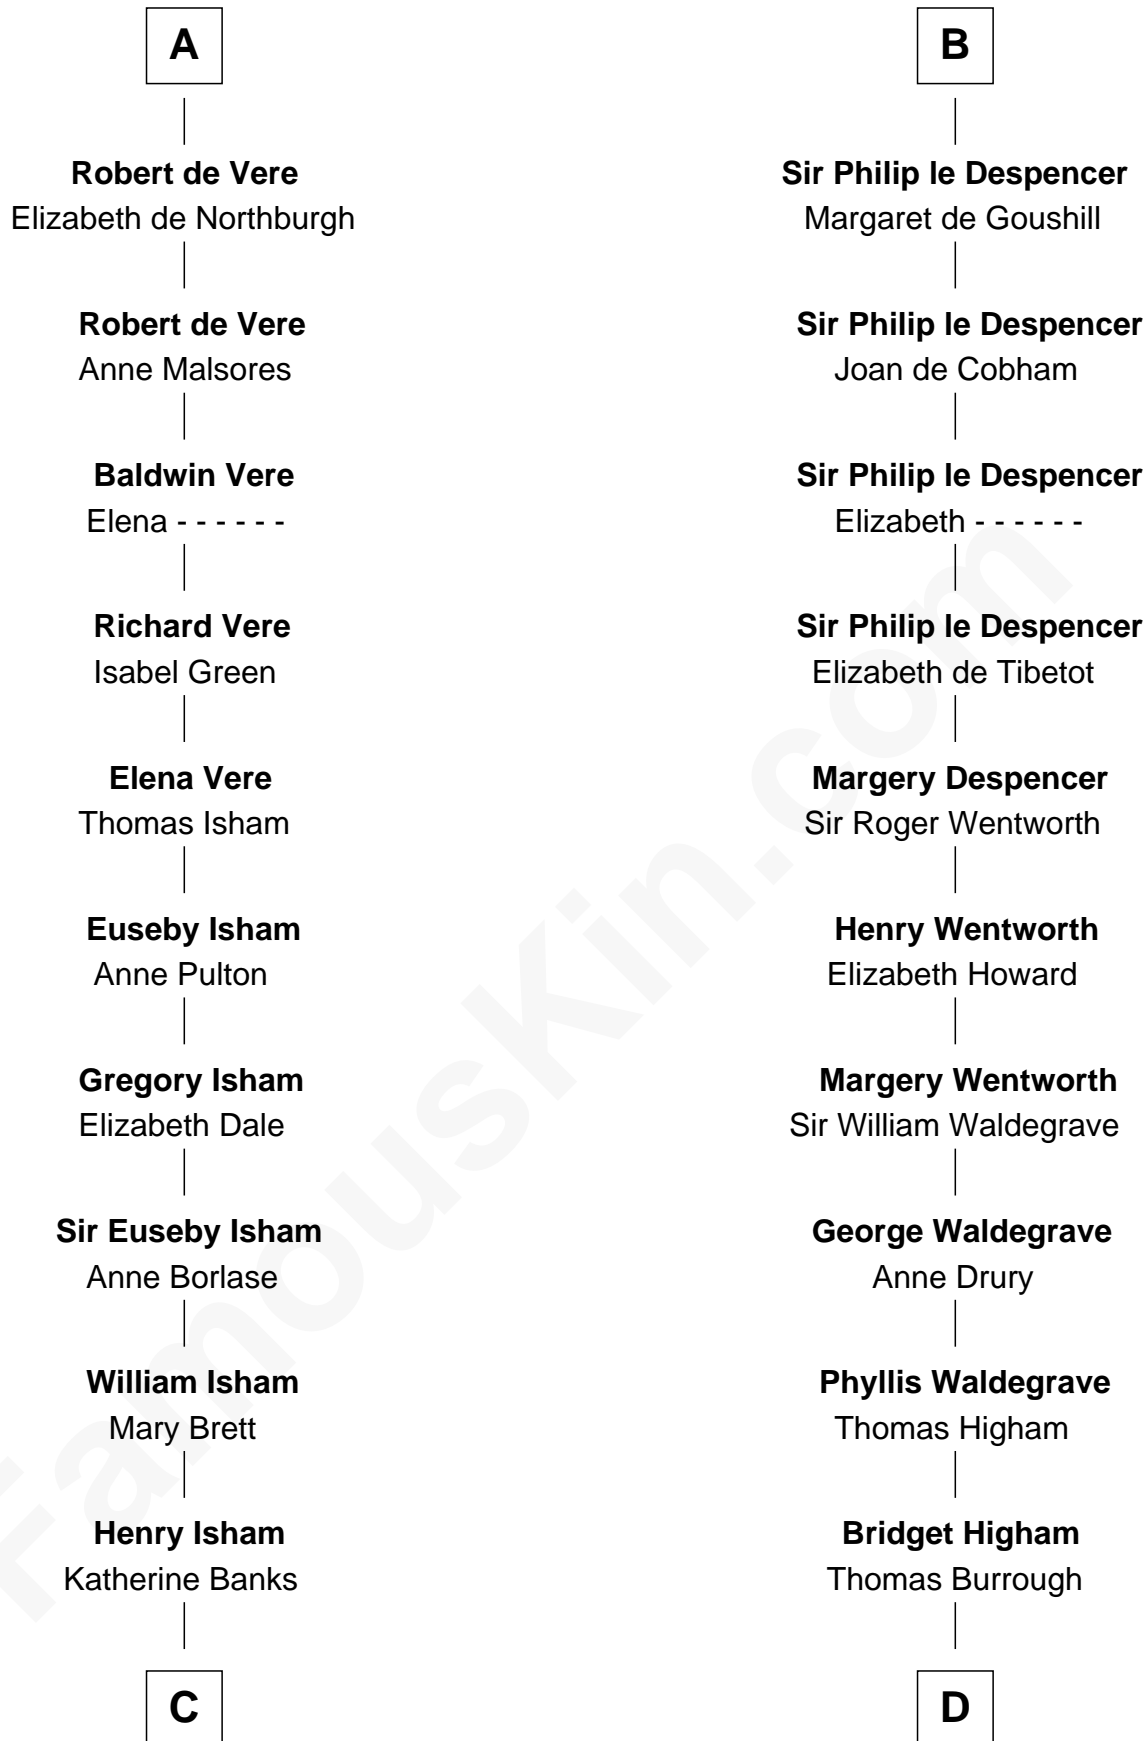 A
Robert de Vere
Elizabeth de Northburgh
Robert de Vere
Anne Malsores
Baldwin Vere
Elena - - - - - -
Richard Vere
Isabel Green
Elena Vere
Thomas Isham
Euseby Isham
Anne Pulton
Gregory Isham
Elizabeth Dale
Sir Euseby Isham
Anne Borlase
William Isham
Mary Brett
Henry Isham
Katherine Banks
C
B
Sir Philip le Despencer
Margaret de Goushill
Sir Philip le Despencer
Joan de Cobham
Sir Philip le Despencer
Elizabeth - - - - - -
Sir Philip le Despencer
Elizabeth de Tibetot
Margery Despencer
Sir Roger Wentworth
Henry Wentworth
Elizabeth Howard
Margery Wentworth
Sir William Waldegrave
George Waldegrave
Anne Drury
Phyllis Waldegrave
Thomas Higham
Bridget Higham
Thomas Burrough
D
FamousKin.com